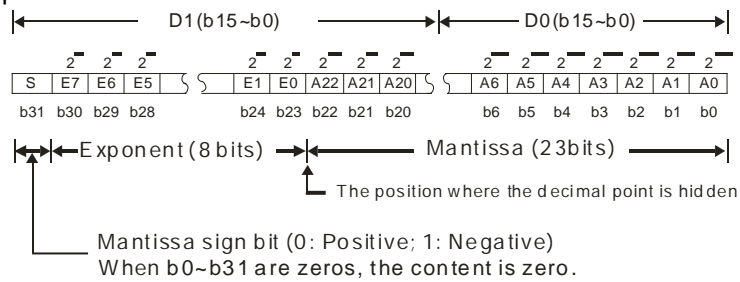 D1(b15~b0) D0(b15~b0)
2 2 2 2 2 2 2 2 2 2 2 2 2 2 2
S E7 E6 E5 E1 E0 A22 A21 A20 A6 A5 A4 A3 A2 A1 A0
b31 b30 b29 b28 b24 b23 b22 b21 b20 b6 b5 b4 b3 b2 b1 b0
Exponent (8 bits) Mantissa (23bits)
The position where the decimal point is hidden
Mantissa sign bit (0: Positive; 1: Negative)
When b0~b31 are zeros, the content is zero.